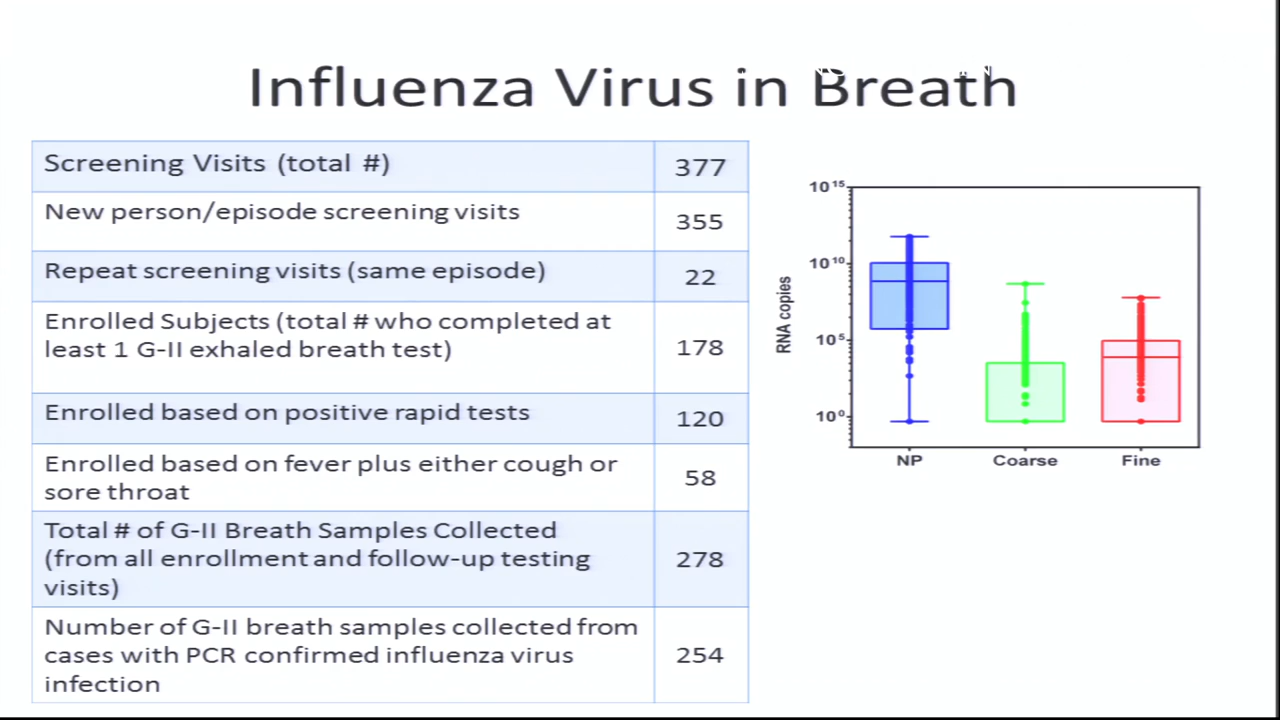 Influenza Virus in Breath
Screening Visits (total #)
377
New person/episode screening visits
355
Repeat screening visits (same episode)
22
Enrolled Subjects (total # who completed at
least 1 G-II exhaled breath test)
178
Enrolled based on positive rapid tests
120
Enrolled based on fever plus either cough or
sore throat
58
Total # of G-II Breath Samples Collected
(from all enrollment and follow-up testing
visits)
278
Number of G-II breath samples collected from
cases with PCR confirmed influenza virus
infection
254
RNA copies
10¹⁵
10¹⁰
10⁵
10⁰
NP Coarse Fine